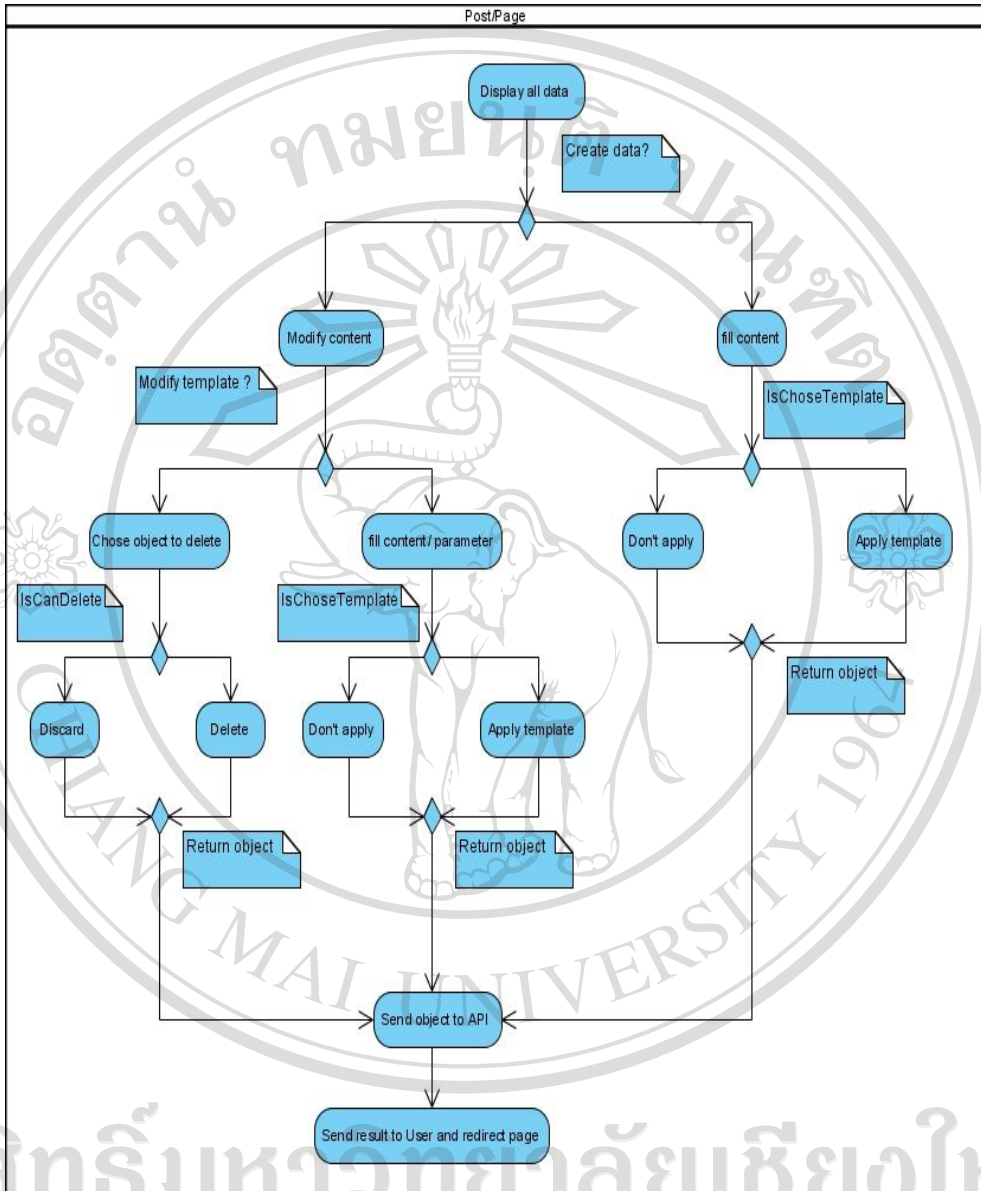 Post/Page
Display all data
Create data?
Modify content
fill content
Modify template ?
IsChoseTemplate
Chose object to delete
fill content/ parameter
Don't apply
Apply template
IsCanDelete
IsChoseTemplate
Return object
Discard
Delete
Don't apply
Apply template
Return object
Return object
Send object to API
Send result to User and redirect page
CHIANG MAI UNIVERSITY 1964